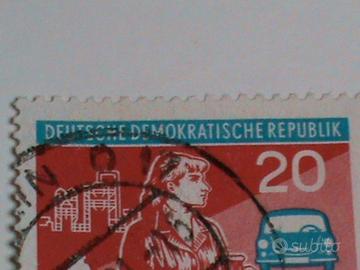 DEUTSCHE DEMOKRATISCHE REPUBLIK
20
subito